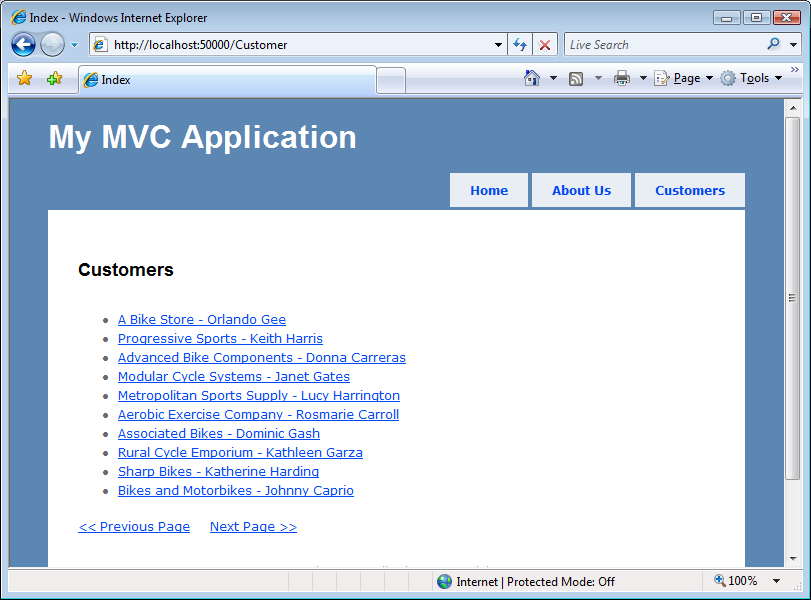 Index - Windows Internet Explorer
http://localhost:50000/Customer
Live Search
Index
Page
Tools
My MVC Application
Home About Us Customers
Customers
A Bike Store - Orlando Gee
Progressive Sports - Keith Harris
Advanced Bike Components - Donna Carreras
Modular Cycle Systems - Janet Gates
Metropolitan Sports Supply - Lucy Harrington
Aerobic Exercise Company - Rosmarie Carroll
Associated Bikes - Dominic Gash
Rural Cycle Emporium - Kathleen Garza
Sharp Bikes - Katherine Harding
Bikes and Motorbikes - Johnny Caprio
<< Previous Page Next Page >>
Internet | Protected Mode: Off
100%